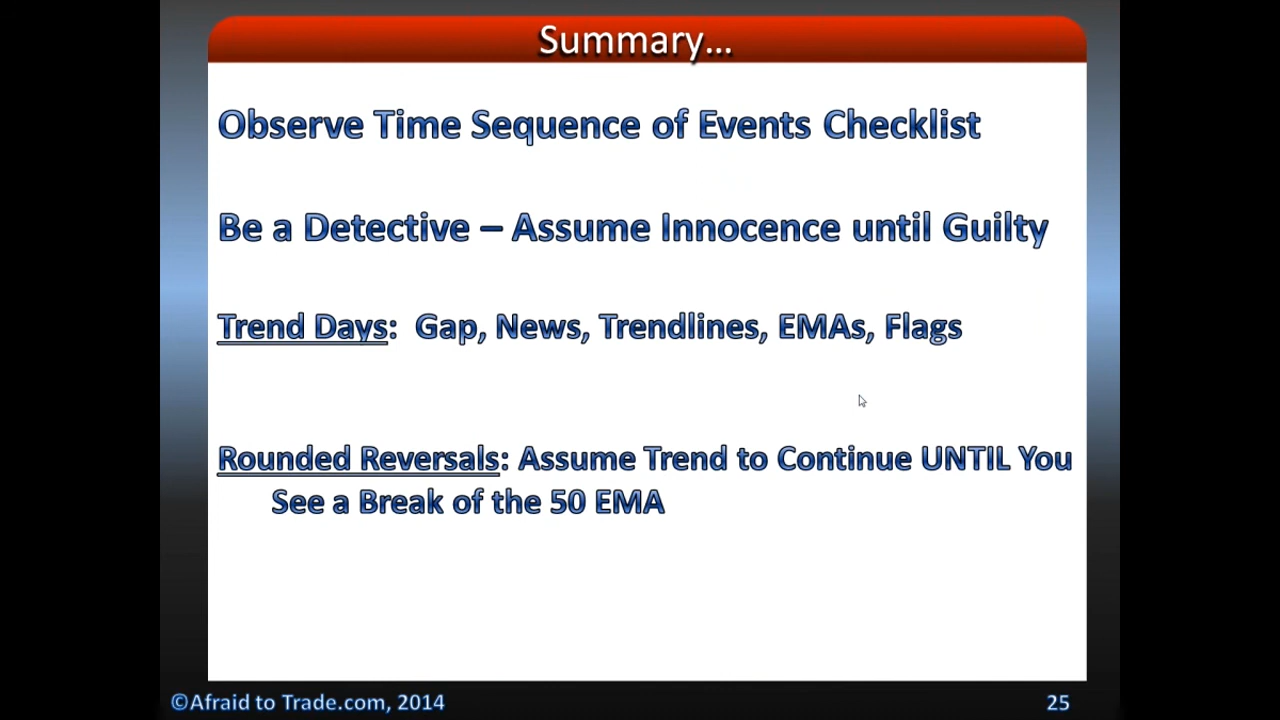 Summary...
Observe Time Sequence of Events Checklist
Be a Detective – Assume Innocence until Guilty
Trend Days: Gap, News, Trendlines, EMAs, Flags
Rounded Reversals: Assume Trend to Continue UNTIL You
See a Break of the 50 EMA
©Afraid to Trade.com, 2014
25